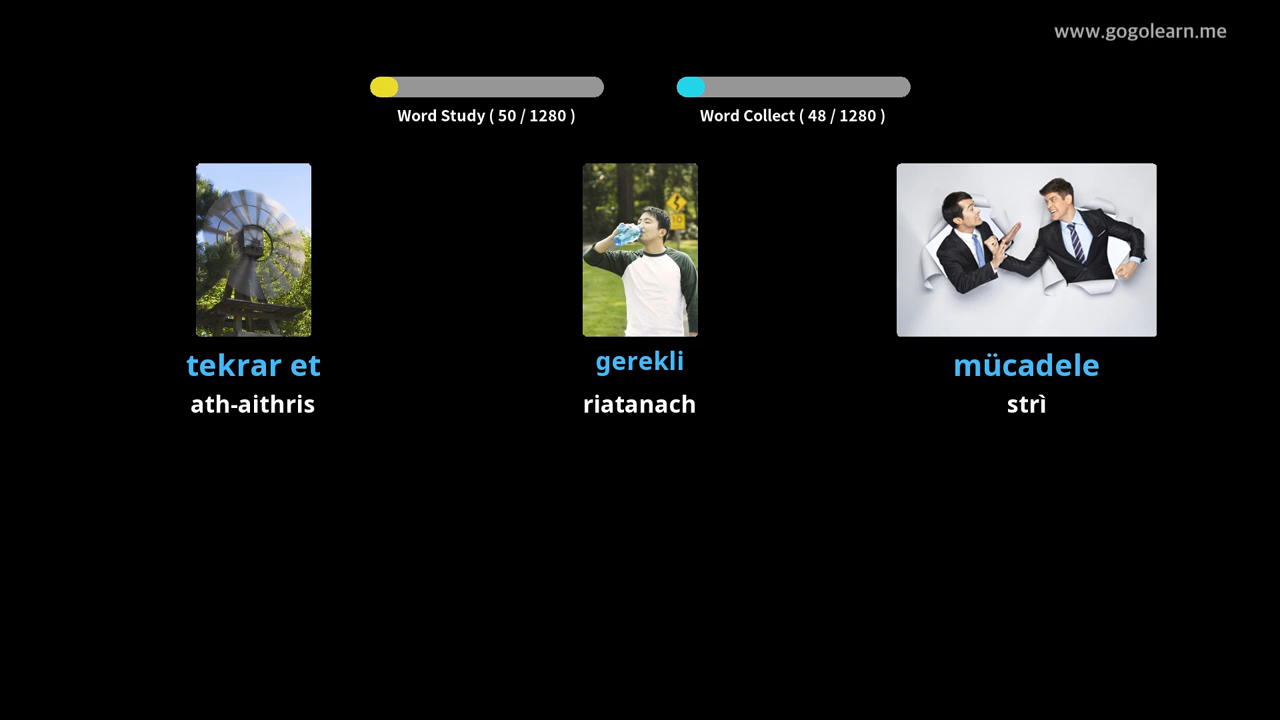 www.gogolearn.me
Word Study ( 50 / 1280 )
Word Collect ( 48 / 1280 )
tekrar et
ath-aithris
gerekli
riatanach
mücadele
strì